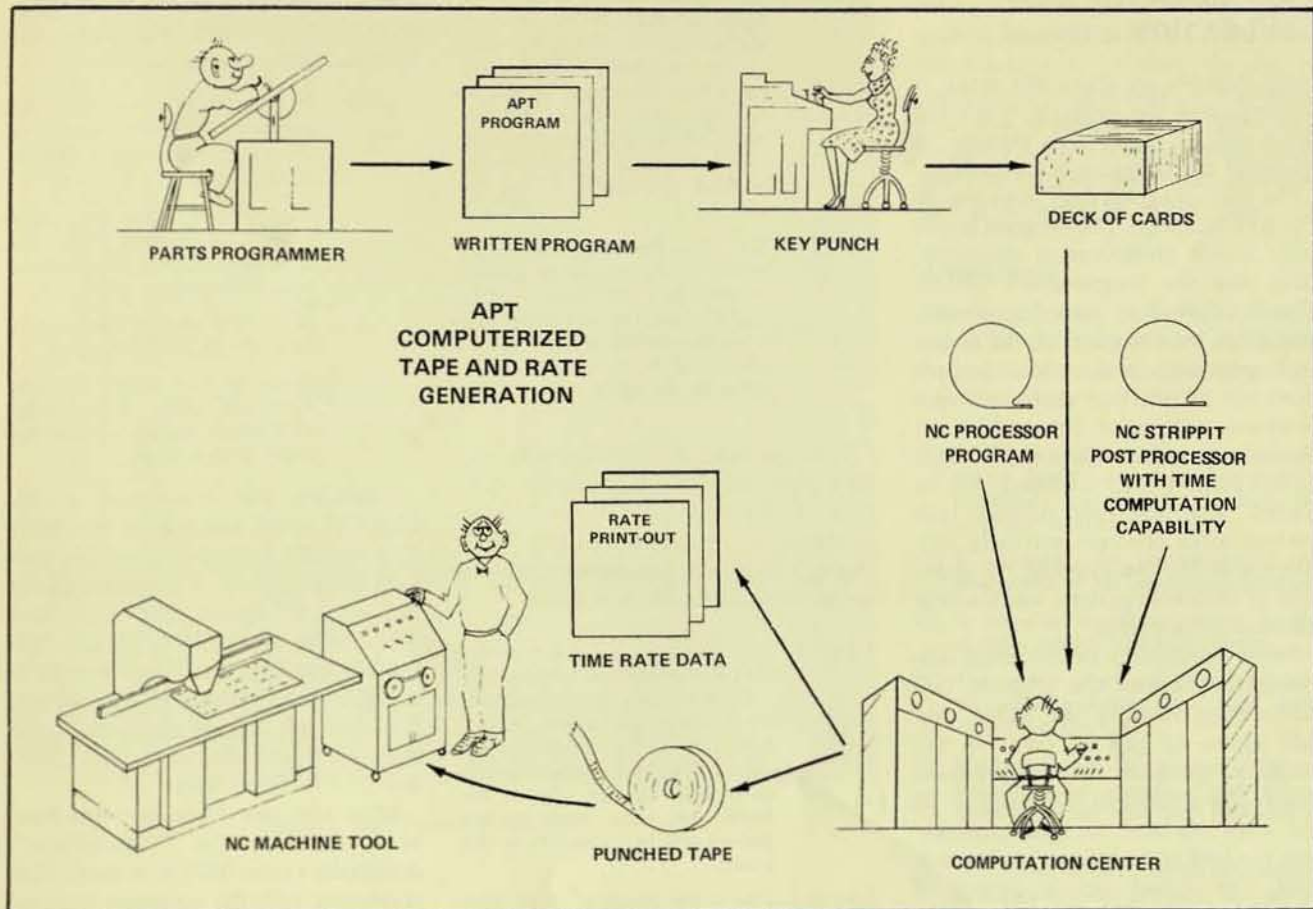 APT
PROGRAM
PARTS PROGRAMMER
WRITTEN PROGRAM
KEY PUNCH
DECK OF CARDS
APT
COMPUTERIZED
TAPE AND RATE
GENERATION
NC PROCESSOR
PROGRAM
NC STRIPPIT
POST PROCESSOR
WITH TIME
COMPUTATION
CAPABILITY
RATE
PRINT-OUT
TIME RATE DATA
NC MACHINE TOOL
PUNCHED TAPE
COMPUTATION CENTER